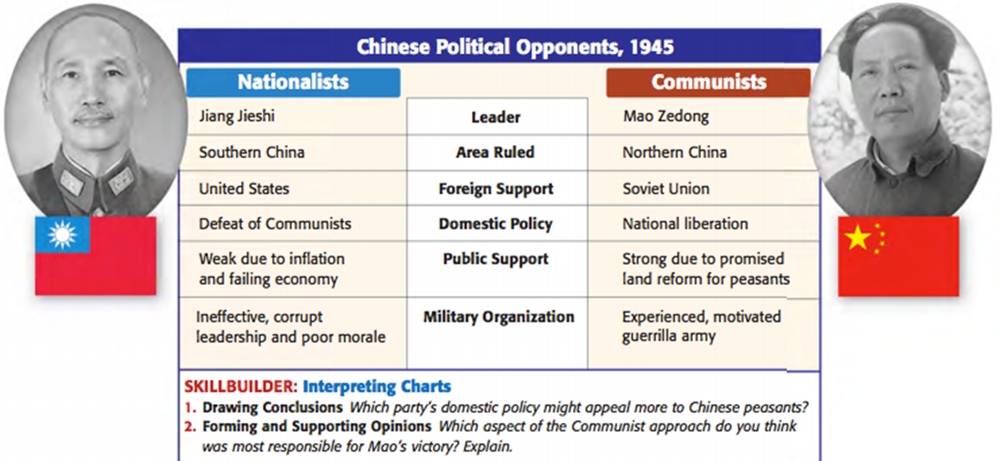 Chinese Political Opponents, 1945
Nationalists Communists
Jiang Jieshi Leader Mao Zedong
Southern China Area Ruled Northern China
United States Foreign Support Soviet Union
Defeat of Communists Domestic Policy National liberation
Weak due to inflation Public Support Strong due to promised
and failing economy land reform for peasants
Ineffective, corrupt Military Organization Experienced, motivated
leadership and poor morale guerrilla army
SKILLBUILDER: Interpreting Charts
1. Drawing Conclusions Which party's domestic policy might appeal more to Chinese peasants?
2. Forming and Supporting Opinions Which aspect of the Communist approach do you think
was most responsible for Mao's victory? Explain.